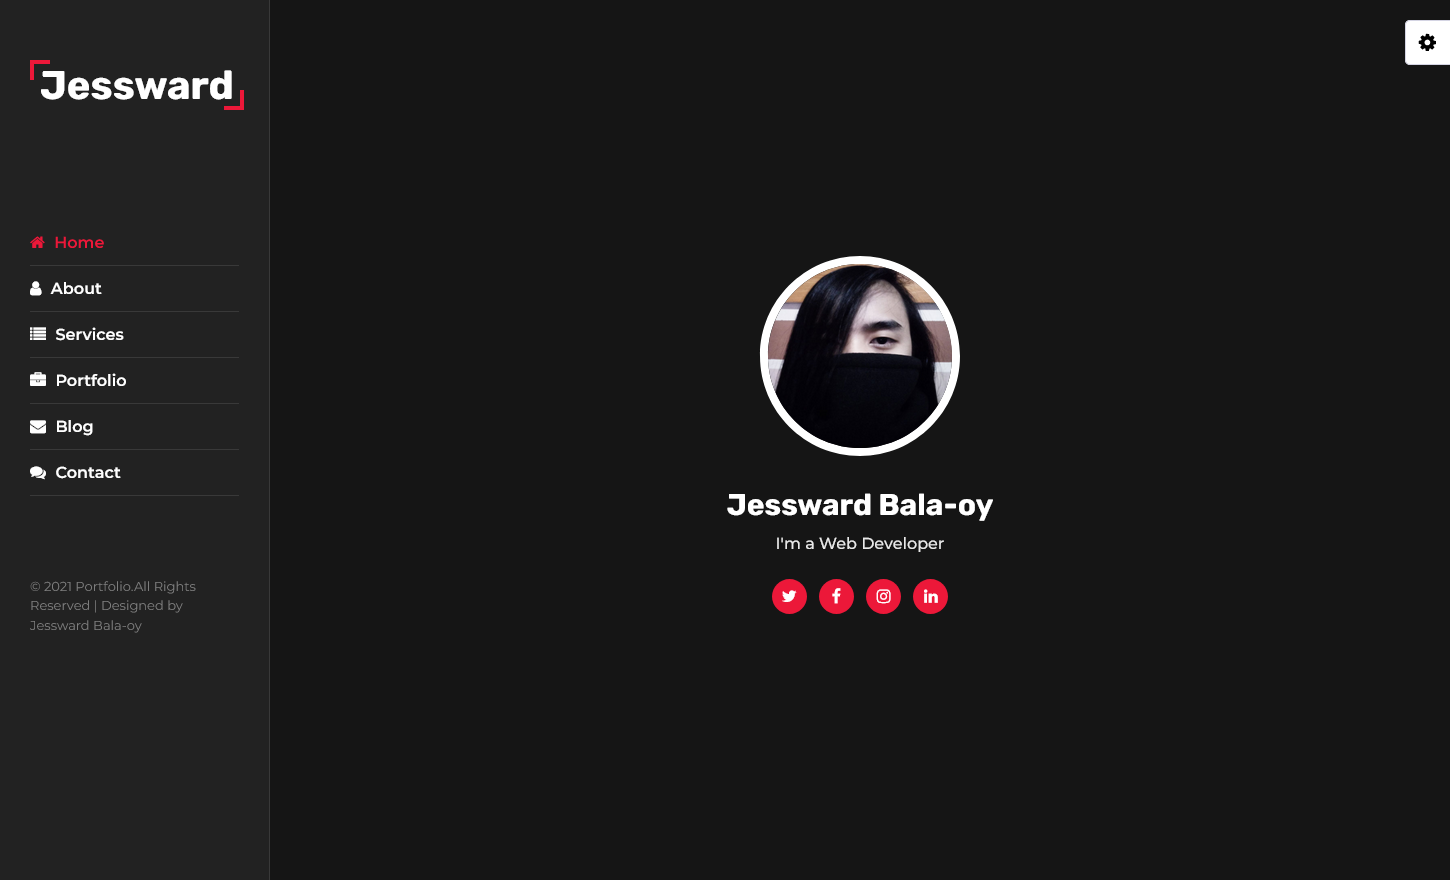 Jessward
Home
About
Services
Portfolio
Blog
Contact
© 2021 Portfolio.All Rights
Reserved | Designed by
Jessward Bala-oy
Jessward Bala-oy
I'm a Web Developer